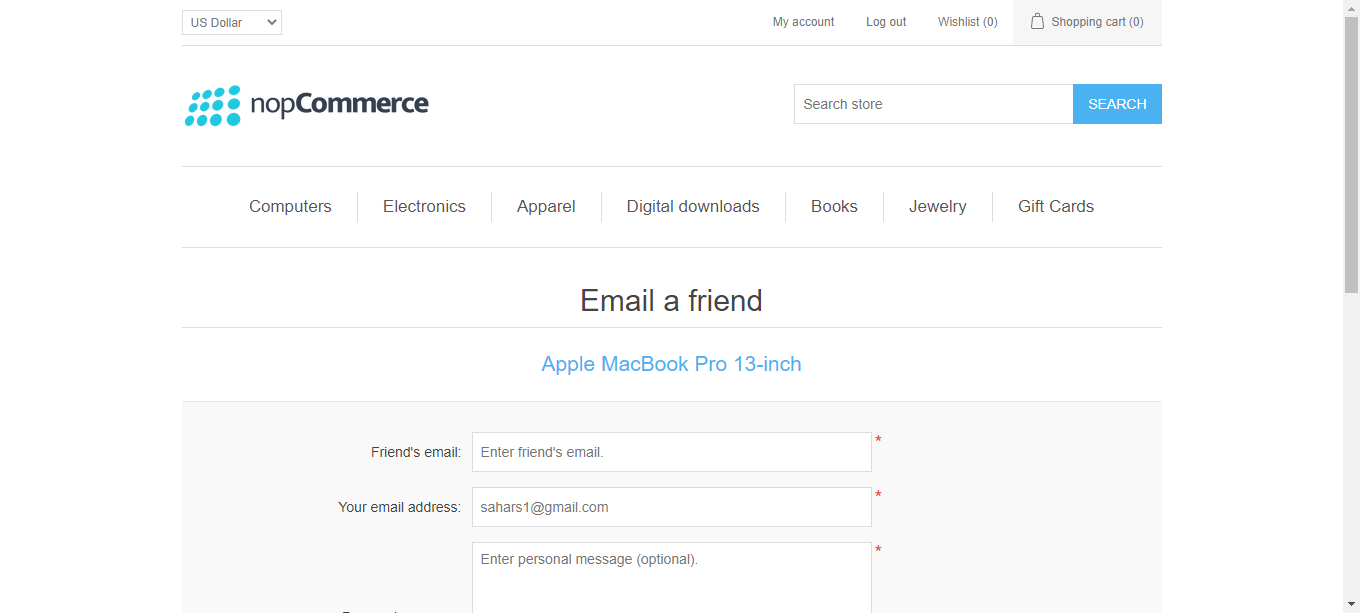 US Dollar
My account
Log out
Wishlist (0)
Shopping cart (0)
nopCommerce
Search store
SEARCH
Computers
Electronics
Apparel
Digital downloads
Books
Jewelry
Gift Cards
Email a friend
Apple MacBook Pro 13-inch
Friend's email:
Enter friend's email.
*
Your email address:
sahars1@gmail.com
*
Enter personal message (optional).
*